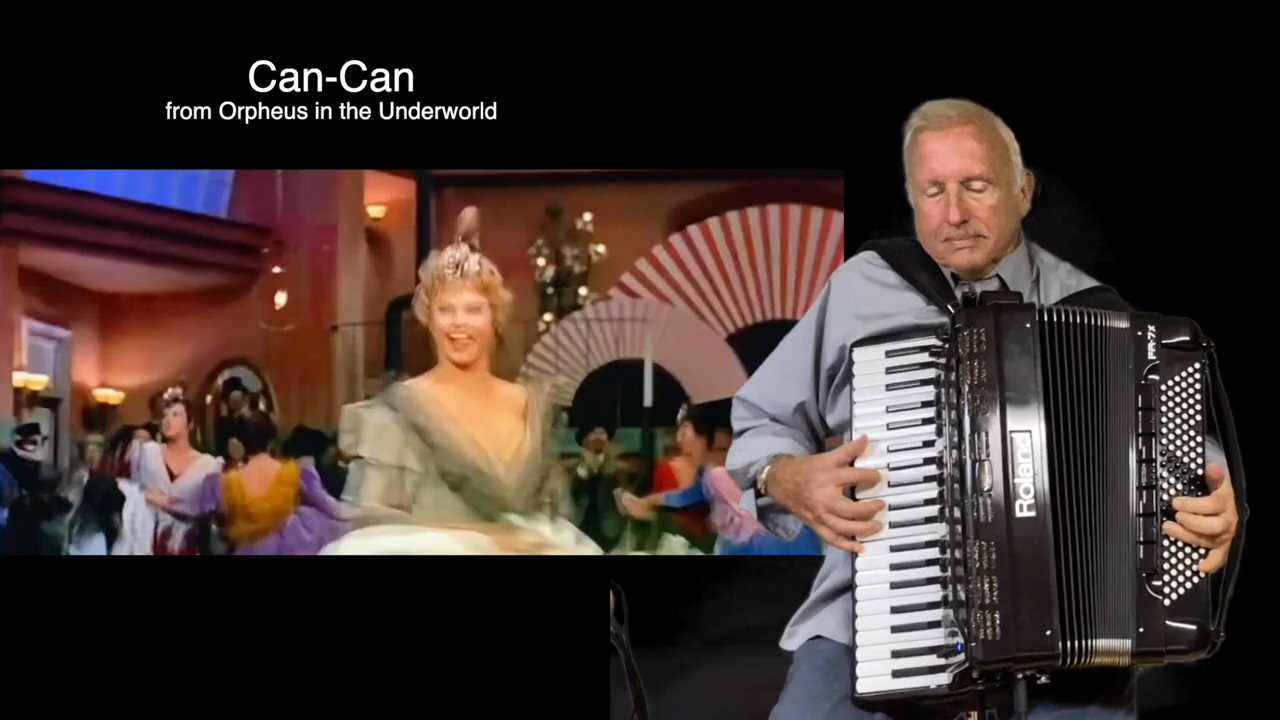 Can-Can
from Orpheus in the Underworld
FR-7x
Roland